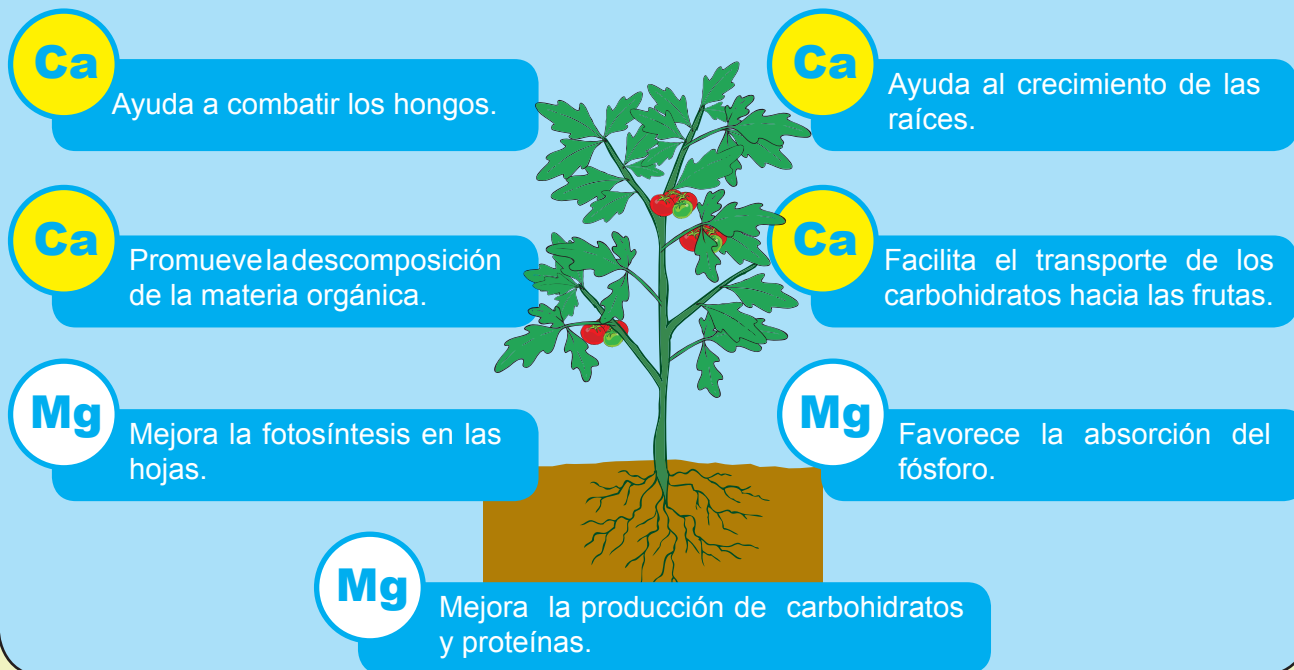 Ca
Ayuda a combatir los hongos.
Ca
Ayuda al crecimiento de las
raíces.
Ca
Promueve la descomposición
de la materia orgánica.
Ca
Facilita el transporte de los
carbohidratos hacia las frutas.
Mg
Mejora la fotosíntesis en las
hojas.
Mg
Favorece la absorción del
fósforo.
Mg
Mejora la producción de carbohidratos
y proteínas.